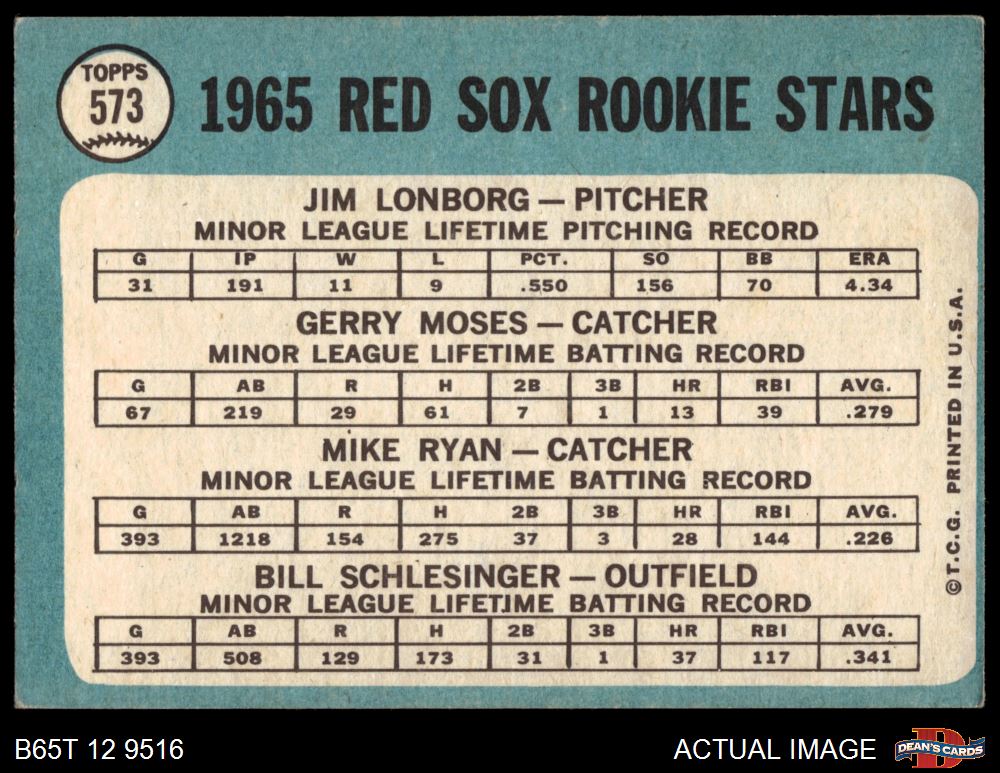 TOPPS
573
1965 RED SOX ROOKIE STARS
JIM LONBORG — PITCHER
MINOR LEAGUE LIFETIME PITCHING RECORD
G IP W L PCT. SO BB ERA
31 191 11 9 .550 156 70 4.34
GERRY MOSES — CATCHER
MINOR LEAGUE LIFETIME BATTING RECORD
G AB R H 2B 3B HR RBI AVG.
67 219 29 61 7 1 13 39 .279
MIKE RYAN — CATCHER
MINOR LEAGUE LIFETIME BATTING RECORD
G AB R H 2B 3B HR RBI AVG.
393 1218 154 275 37 3 28 144 .226
BILL SCHLESINGER — OUTFIELD
MINOR LEAGUE LIFETIME BATTING RECORD
G AB R H 2B 3B HR RBI AVG.
393 508 129 173 31 1 37 117 .341
©T.C.G. PRINTED IN U.S.A.
B65T 12 9516
ACTUAL IMAGE
D
DEAN'S CARDS